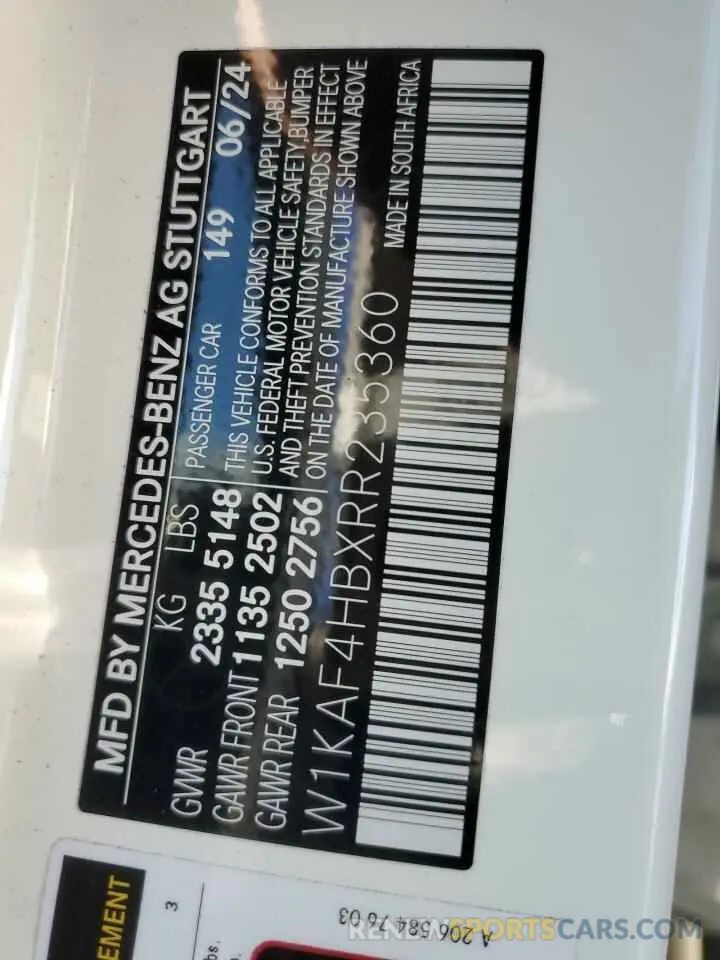 MFD BY MERCEDES-BENZ AG STUTTGART
KG LBS PASSENGER CAR 149 06/24
GVWR 2335 5148 THIS VEHICLE CONFORMS TO ALL APPLICABLE
GAWR FRONT 1135 2502 U.S. FEDERAL MOTOR VEHICLE SAFETY,BUMPER
GAWR REAR 1250 2756 AND THEFT PREVENTION STANDARDS IN EFFECT
ON THE DATE OF MANUFACTURE SHOWN ABOVE
W1KAF4HBXRR235360 MADE IN SOUTH AFRICA
EMENT
3
bs.
A 206 584 76 03
RENEWSPORTSCARS.COM